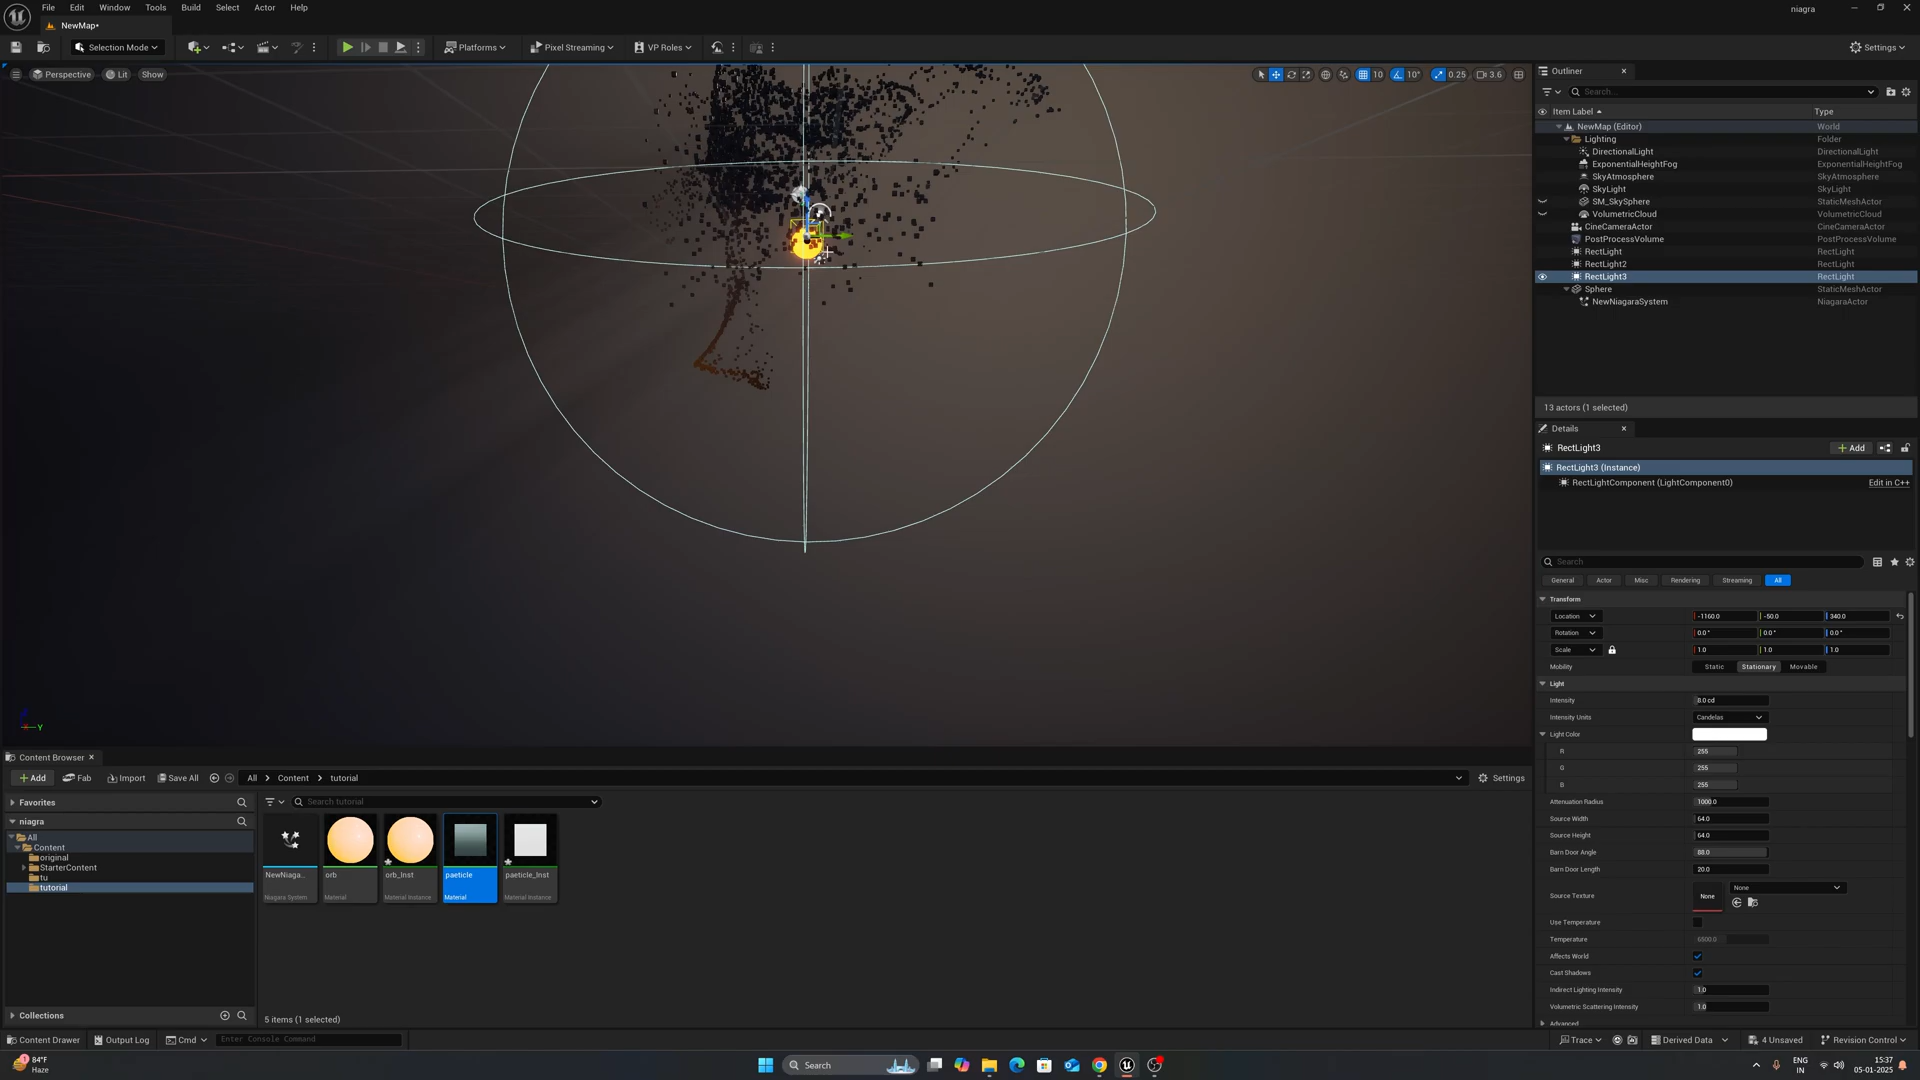 File Edit Window Tools Build Select Actor Help
niagra
NewMap*
Selection Mode Platforms Pixel Streaming VP Roles Settings
Perspective Lit Show 10 10° 0.25 3.6
Outliner
Search...
Item Label Type
NewMap (Editor) World
Lighting Folder
DirectionalLight DirectionalLight
ExponentialHeightFog ExponentialHeightFog
SkyAtmosphere SkyAtmosphere
SkyLight SkyLight
SM_SkySphere StaticMeshActor
VolumetricCloud VolumetricCloud
CineCameraActor CineCameraActor
PostProcessVolume PostProcessVolume
RectLight RectLight
RectLight2 RectLight
RectLight3 RectLight
Sphere StaticMeshActor
NewNiagaraSystem NiagaraActor
13 actors (1 selected)
Details
RectLight3 Add
RectLight3 (Instance)
RectLightComponent (LightComponent0) Edit in C++
Search
General Actor Misc Rendering Streaming All
Transform
Location -1160.0 -50.0 340.0
Rotation 0.0° 0.0° 0.0°
Scale 1.0 1.0 1.0
Mobility Static Stationary Movable
Light
Intensity 8.0 cd
Intensity Units Candelas
Light Color
R 255
G 255
B 255
Attenuation Radius 1000.0
Source Width 64.0
Source Height 64.0
Barn Door Angle 88.0
Barn Door Length 20.0
Source Texture None None
Use Temperature
Temperature 6500.0
Affects World
Cast Shadows
Indirect Lighting Intensity 1.0
Volumetric Scattering Intensity 1.0
Advanced
Y
Content Browser
Add Fab Import Save All All Content tutorial Settings
Favorites
niagra
All
Content
original
StarterContent
tu
tutorial
Collections
Search tutorial
NewNiaga... orb orb_Inst paeticle paeticle_Inst
Niagara System Material Material Instance Material Material Instance
5 items (1 selected)
Content Drawer Output Log Cmd Enter Console Command Trace Derived Data 4 Unsaved Revision Control
1
84°F
Haze
Search
ENG
IN
15:37
05-01-2025